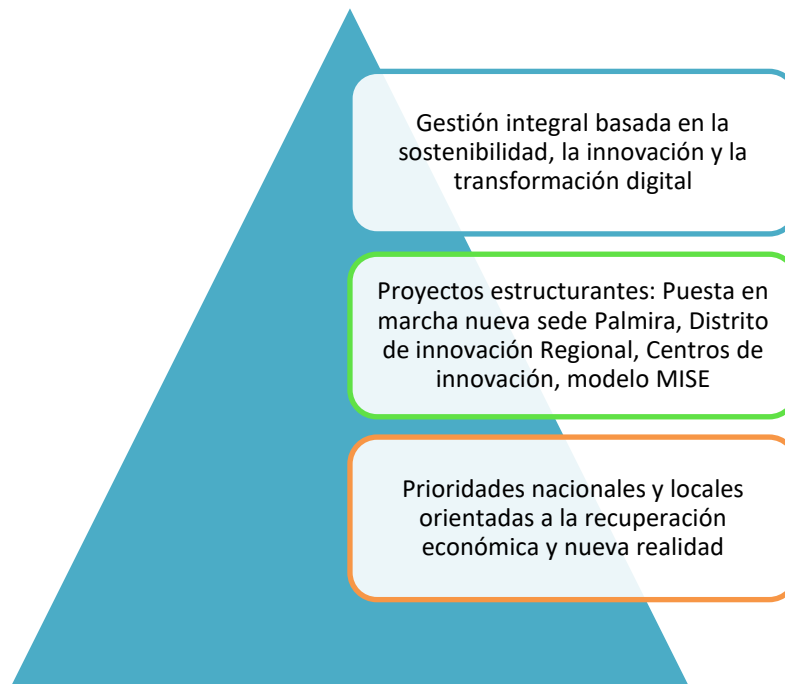 Gestión integral basada en la
sostenibilidad, la innovación y la
transformación digital
Proyectos estructurantes: Puesta en
marcha nueva sede Palmira, Distrito
de innovación Regional, Centros de
innovación, modelo MISE
Prioridades nacionales y locales
orientadas a la recuperación
económica y nueva realidad